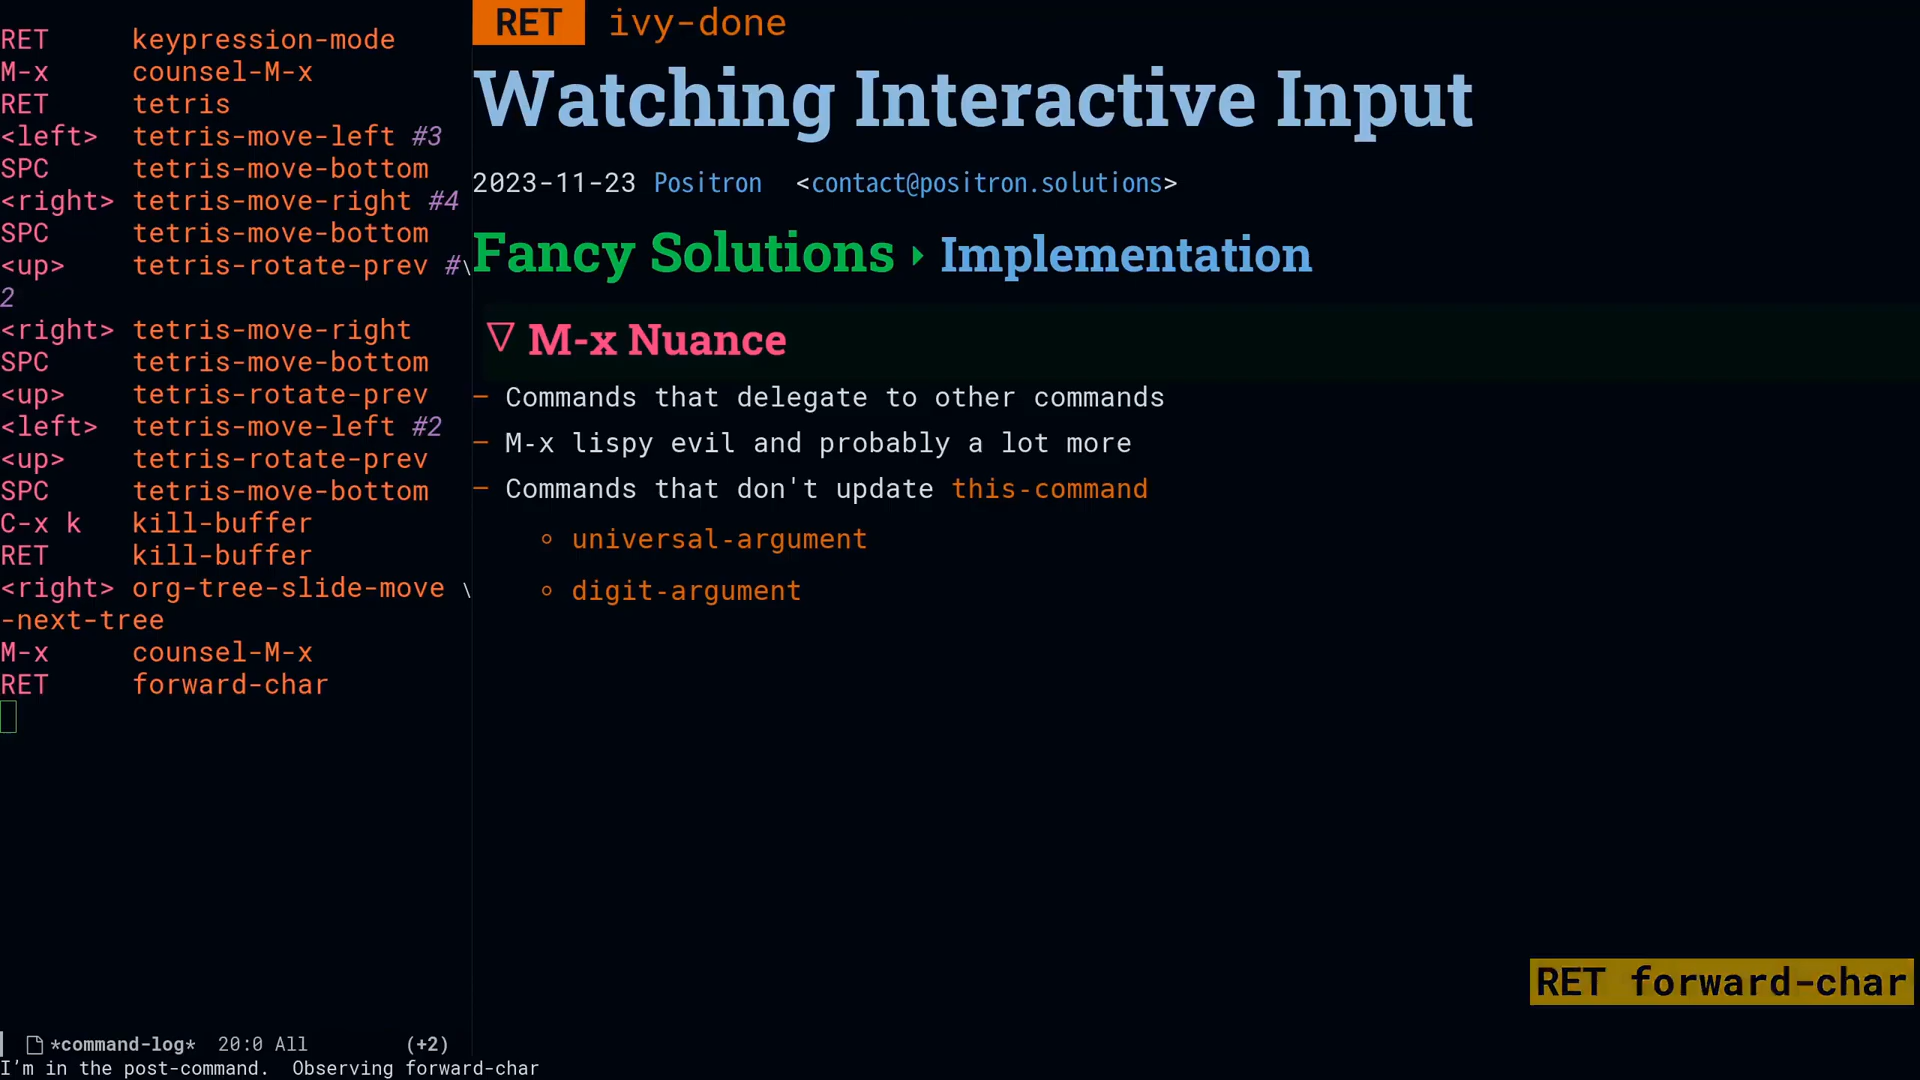 RET keypression-mode
M-x counsel-M-x
RET tetris
<left> tetris-move-left #3
SPC tetris-move-bottom
<right> tetris-move-right #4
SPC tetris-move-bottom
<up> tetris-rotate-prev #\
2
<right> tetris-move-right
SPC tetris-move-bottom
<up> tetris-rotate-prev
<left> tetris-move-left #2
<up> tetris-rotate-prev
SPC tetris-move-bottom
C-x k kill-buffer
RET kill-buffer
<right> org-tree-slide-move \
-next-tree
M-x counsel-M-x
RET forward-char
*command-log* 20:0 All (+2)
RET ivy-done
Watching Interactive Input
2023-11-23 Positron <contact@positron.solutions>
Fancy Solutions ▸ Implementation
▽ M-x Nuance
– Commands that delegate to other commands
– M-x lispy evil and probably a lot more
– Commands that don't update this-command
∘ universal-argument
∘ digit-argument
RET forward-char
I'm in the post-command. Observing forward-char